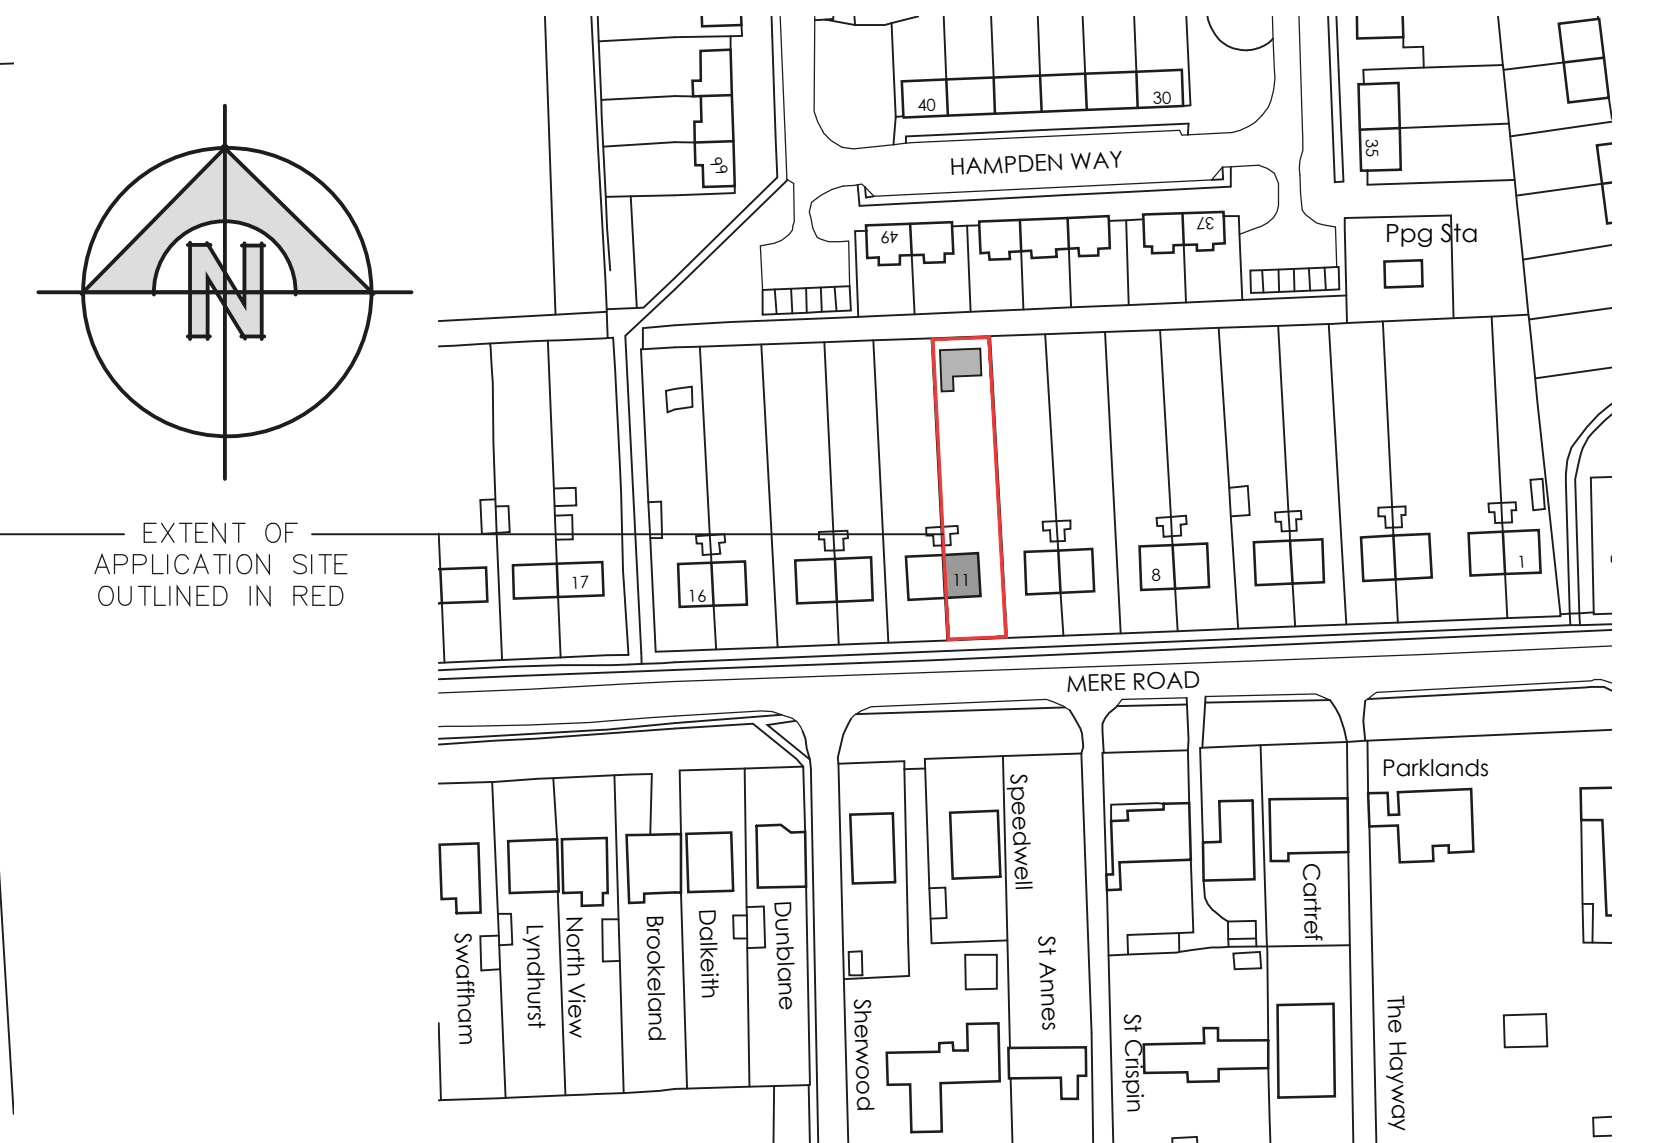 40
30
HAMPDEN WAY
99
35
49
37
Ppg Sta
N
EXTENT OF
APPLICATION SITE
OUTLINED IN RED
17
16
11
8
1
MERE ROAD
Parklands
Speedwell
Cartref
Swaffham
Lyndhurst
North View
Brookeland
Dalkeith
Dunblane
St Annes
Sherwood
St Crispin
The Hayway